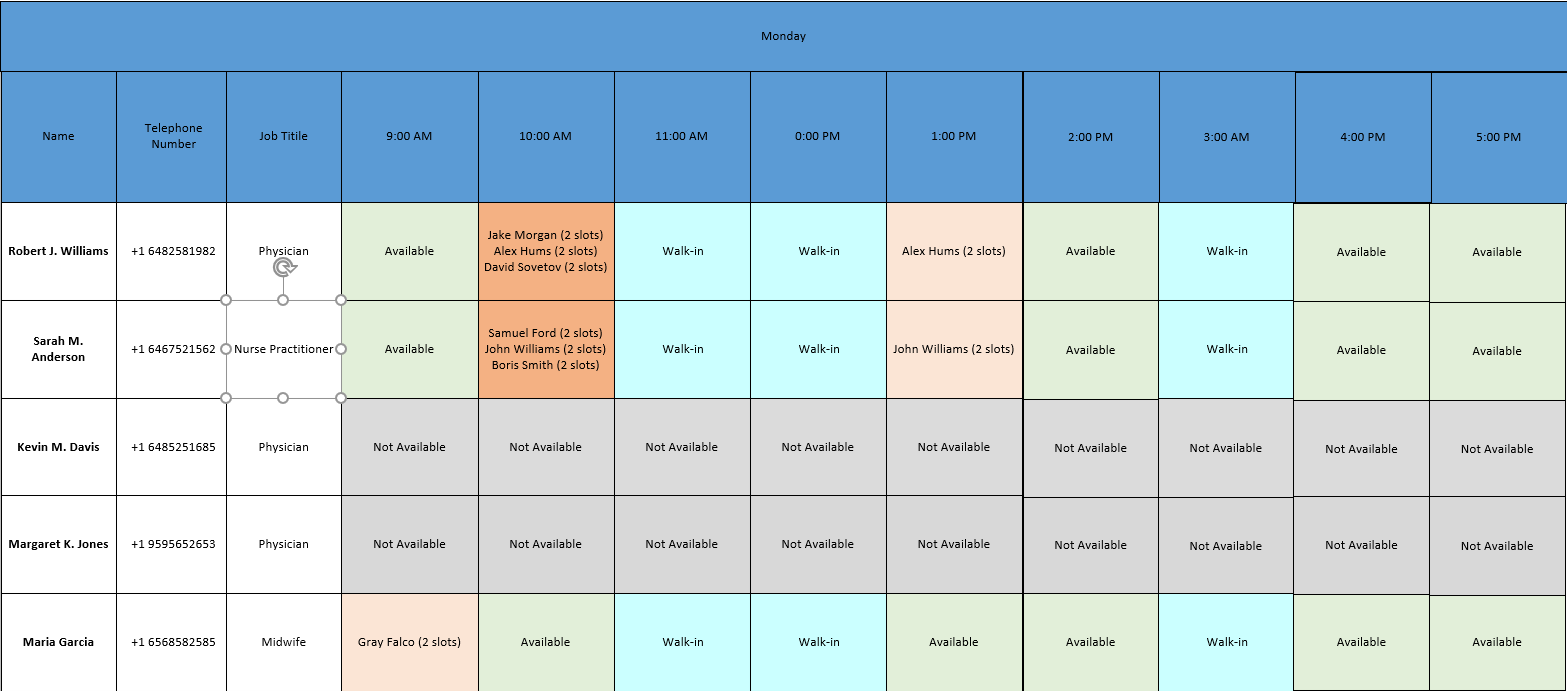 Monday
Name Telephone Number Job Titile 9:00 AM 10:00 AM 11:00 AM 0:00 PM 1:00 PM 2:00 PM 3:00 AM 4:00 PM 5:00 PM
Robert J. Williams +1 6482581982 Physician Available Jake Morgan (2 slots) Alex Hums (2 slots) David Sovetov (2 slots) Walk-in Walk-in Alex Hums (2 slots) Available Walk-in Available Available
Sarah M. Anderson +1 6467521562 Nurse Practitioner Available Samuel Ford (2 slots) John Williams (2 slots) Boris Smith (2 slots) Walk-in Walk-in John Williams (2 slots) Available Walk-in Available Available
Kevin M. Davis +1 6485251685 Physician Not Available Not Available Not Available Not Available Not Available Not Available Not Available Not Available Not Available
Margaret K. Jones +1 9595652653 Physician Not Available Not Available Not Available Not Available Not Available Not Available Not Available Not Available Not Available
Maria Garcia +1 6568582585 Midwife Gray Falco (2 slots) Available Walk-in Walk-in Available Available Walk-in Available Available